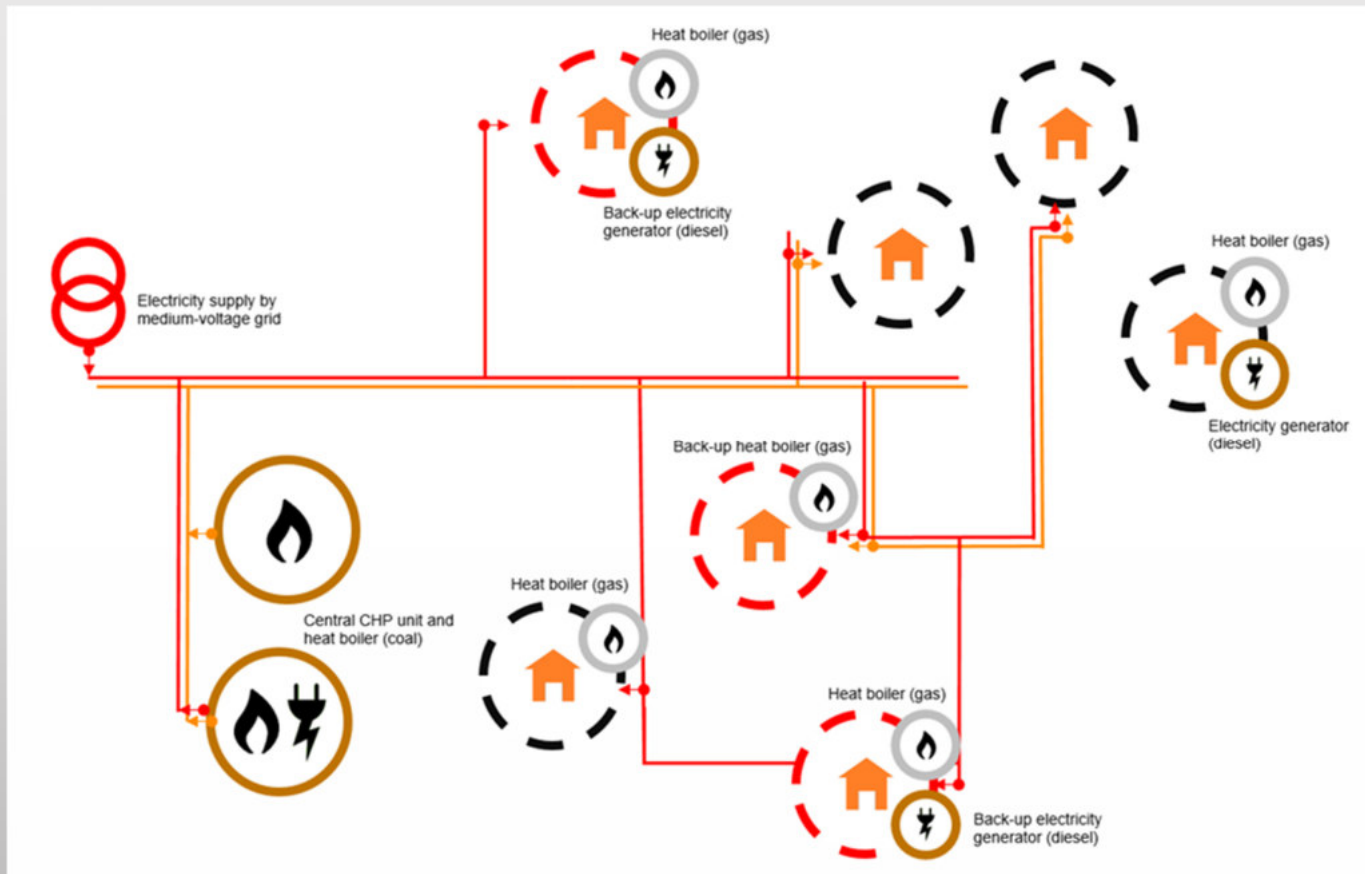 Heat boiler (gas)
Back-up electricity
generator (diesel)
Heat boiler (gas)
Electricity supply by
medium-voltage grid
Electricity generator
(diesel)
Back-up heat boiler (gas)
Heat boiler (gas)
Central CHP unit and
heat boiler (coal)
Heat boiler (gas)
Back-up electricity
generator (diesel)